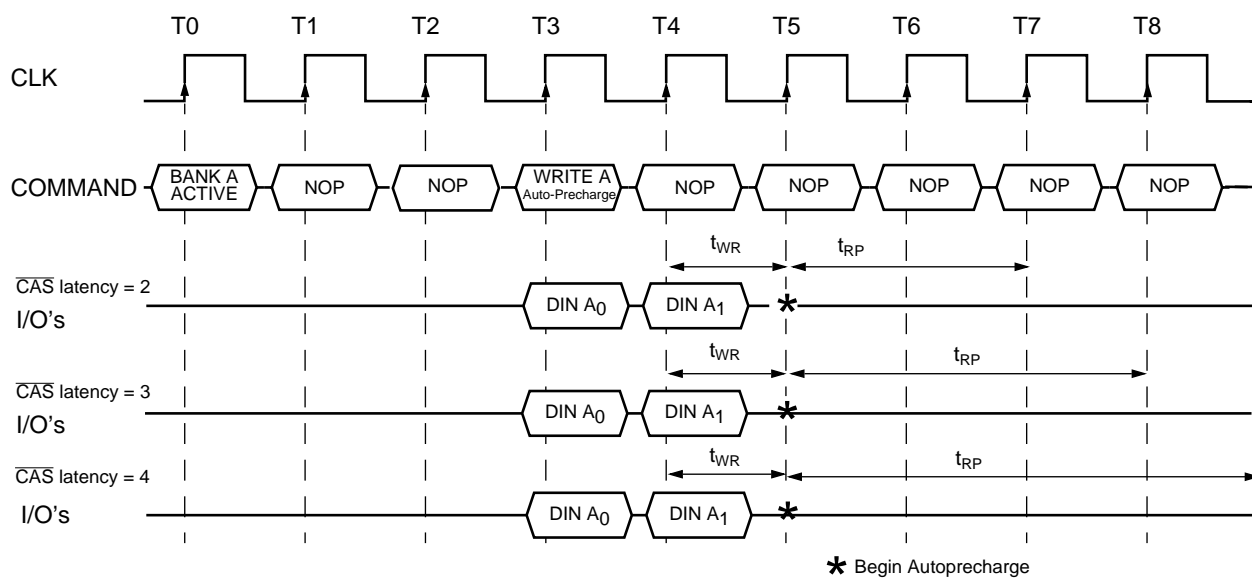 T0 T1 T2 T3 T4 T5 T6 T7 T8
CLK
COMMAND
BANK A
ACTIVE
NOP
NOP
WRITE A
Auto-Precharge
NOP
NOP
NOP
NOP
NOP
tWR
tRP
CAS latency = 2
I/O's
DIN A0
DIN A1
*
tWR
tRP
CAS latency = 3
I/O's
DIN A0
DIN A1
*
tWR
tRP
CAS latency = 4
I/O's
DIN A0
DIN A1
*
* Begin Autoprecharge